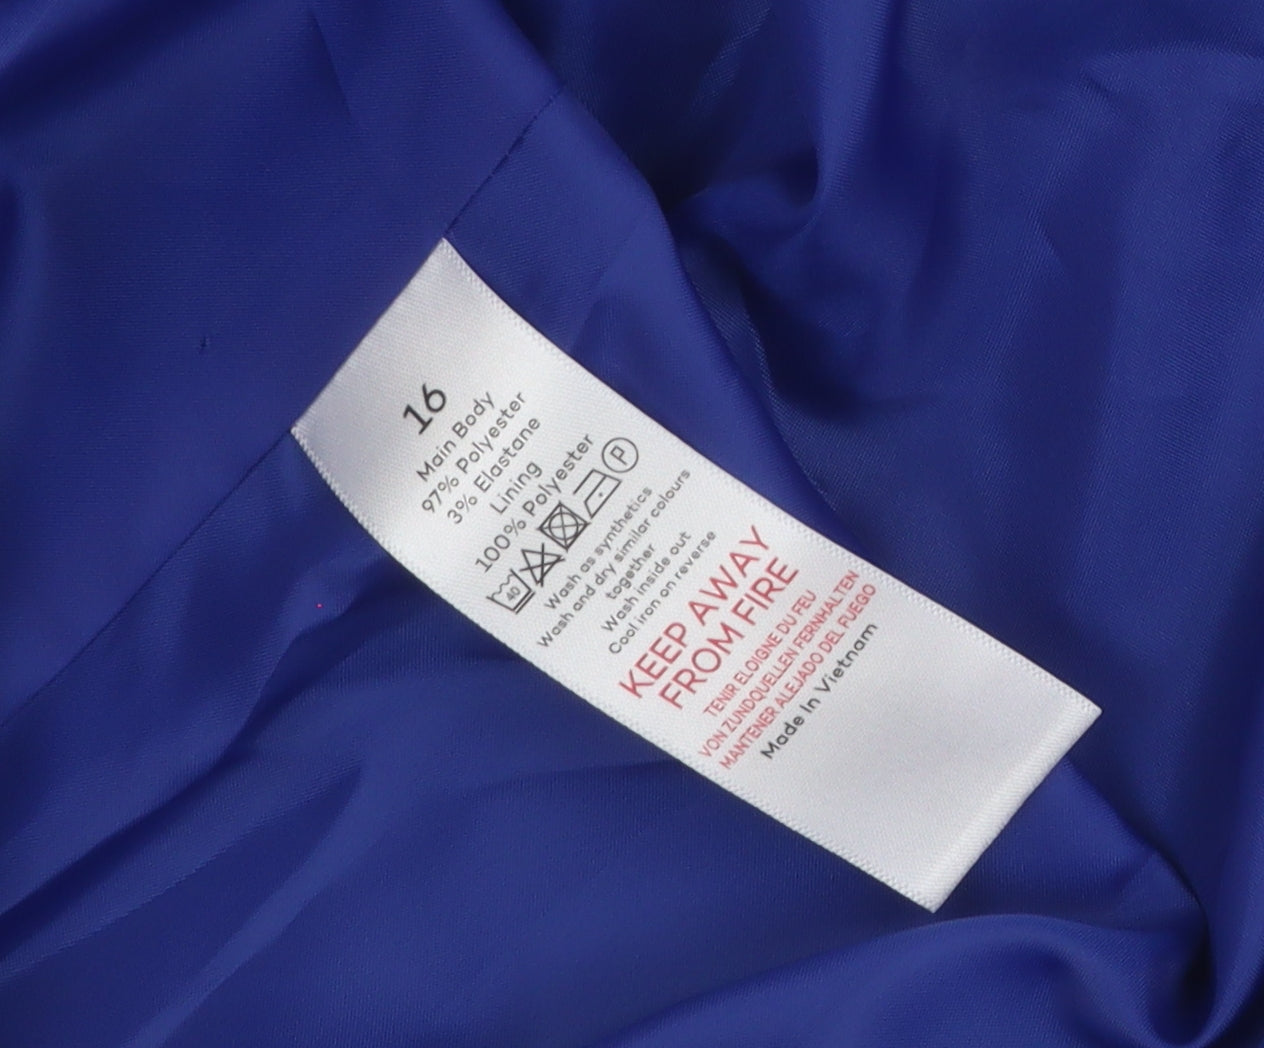 16
Main Body
97% Polyester
3% Elastane
Lining
100% Polyester
40 P
Wash as synthetics
Wash and dry similar colours
together
Wash inside out
Cool iron on reverse
KEEP AWAY
FROM FIRE
TENIR ELOIGNE DU FEU
VON ZUNDQUELLEN FERNHALTEN
MANTENER ALEJADO DEL FUEGO
Made In Vietnam